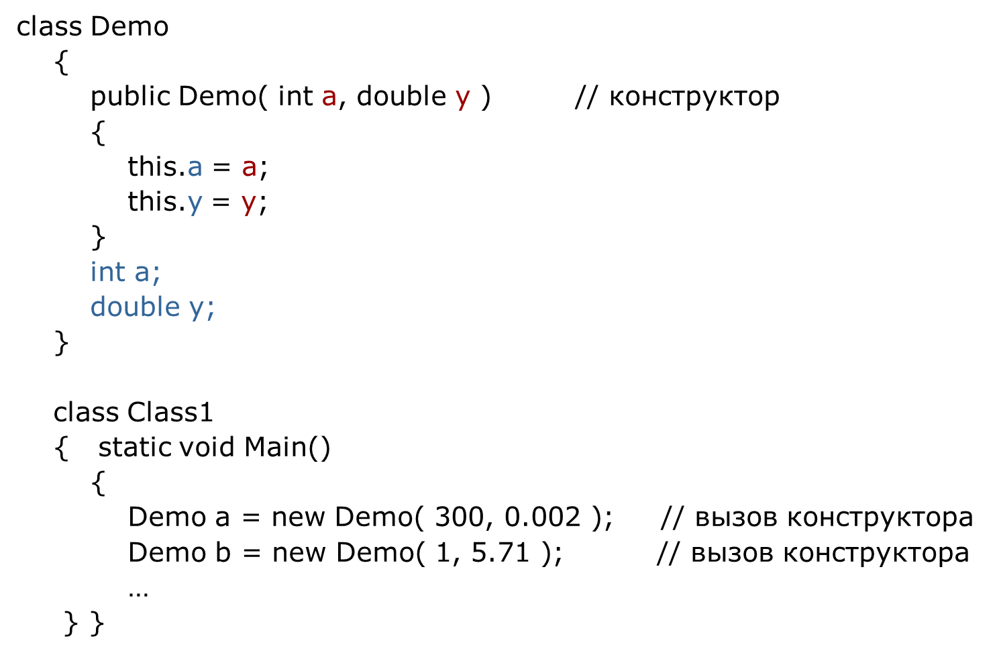 class Demo
{
public Demo( int a, double y ) // конструктор
{
this.a = a;
this.y = y;
}
int a;
double y;
}
class Class1
{ static void Main()
{
Demo a = new Demo( 300, 0.002 ); // вызов конструктора
Demo b = new Demo( 1, 5.71 ); // вызов конструктора
…
} }